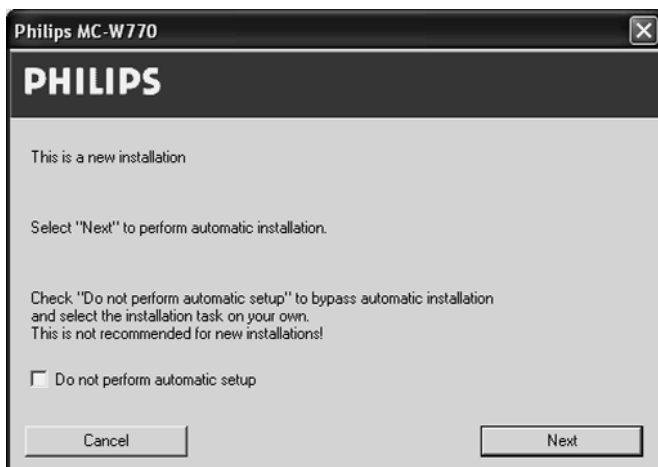 Philips MC-W770
PHILIPS
This is a new installation
Select "Next" to perform automatic installation.
Check "Do not perform automatic setup" to bypass automatic installation
and select the installation task on your own.
This is not recommended for new installations!
Do not perform automatic setup
Cancel
Next